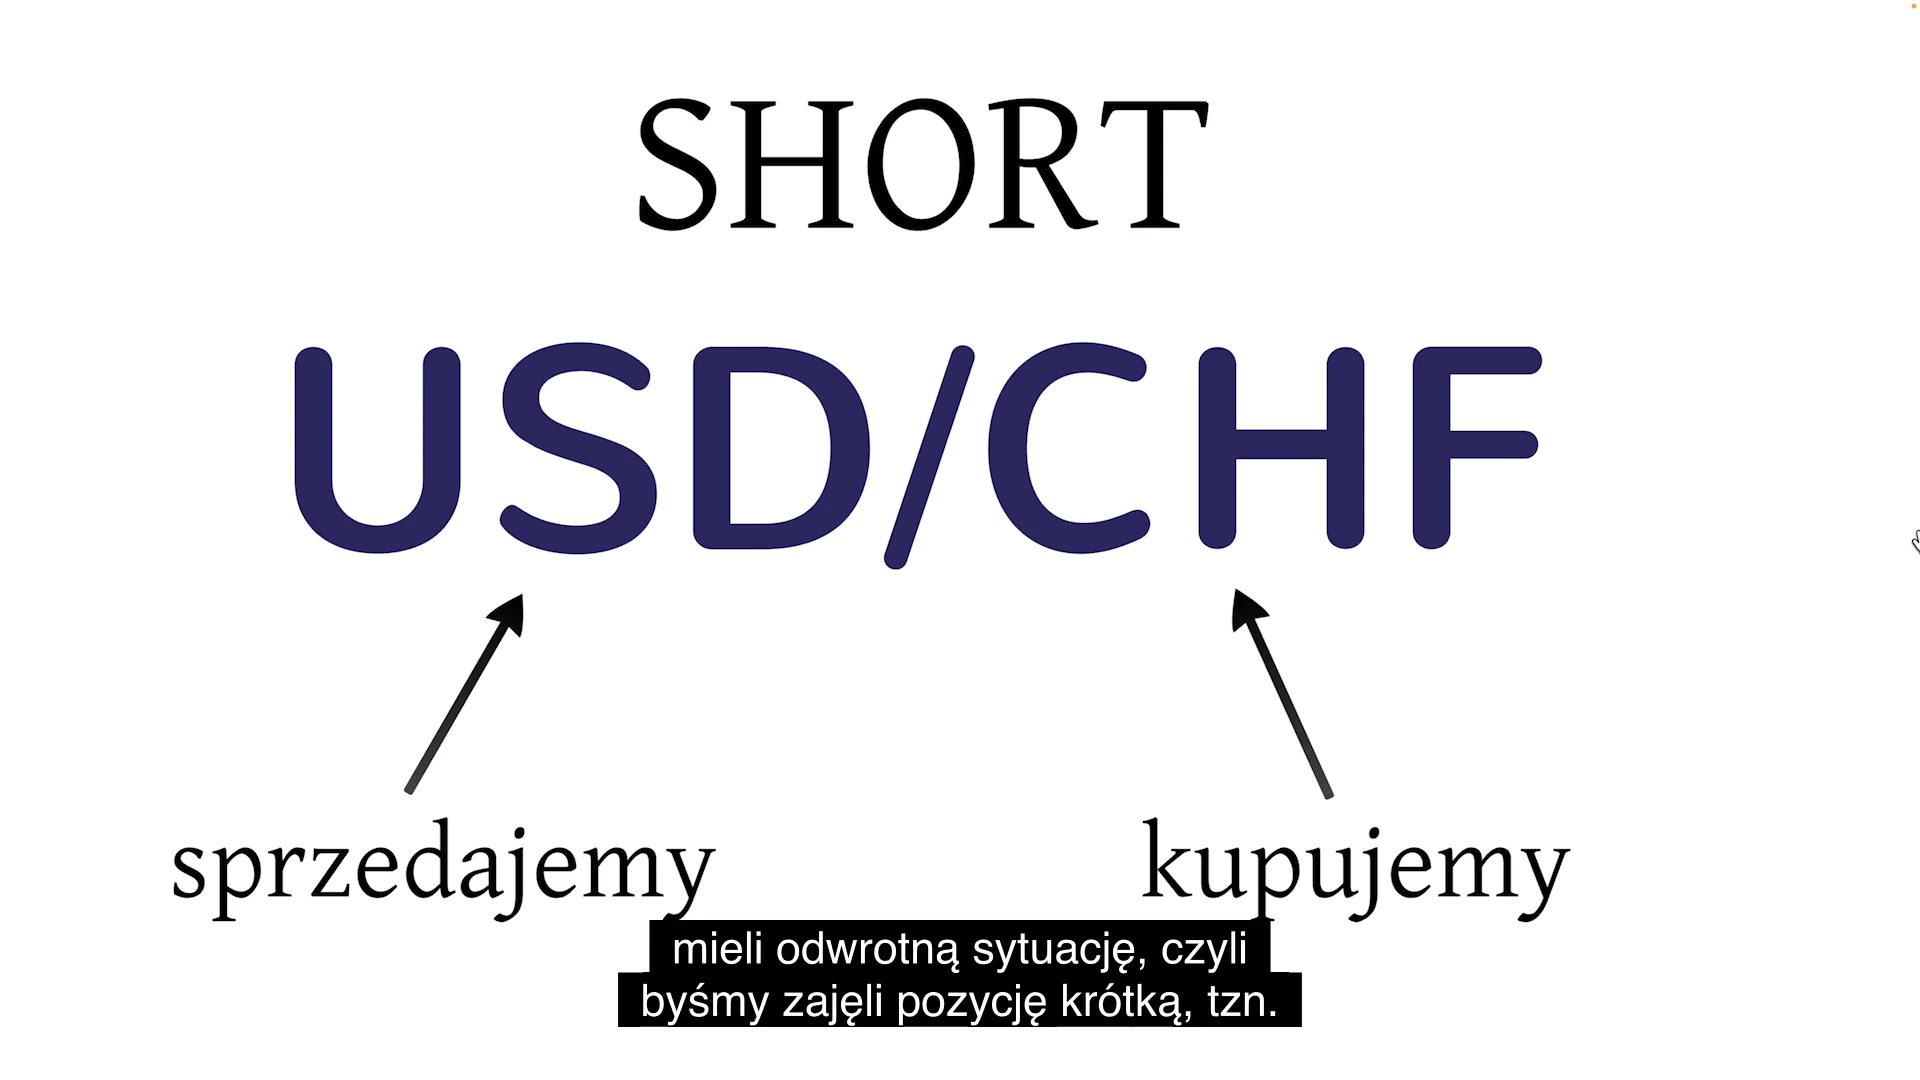 SHORT
USD/CHF
sprzedajemy kupujemy
mieli odwrotną sytuację, czyli
byśmy zajęli pozycję krótką, tzn.